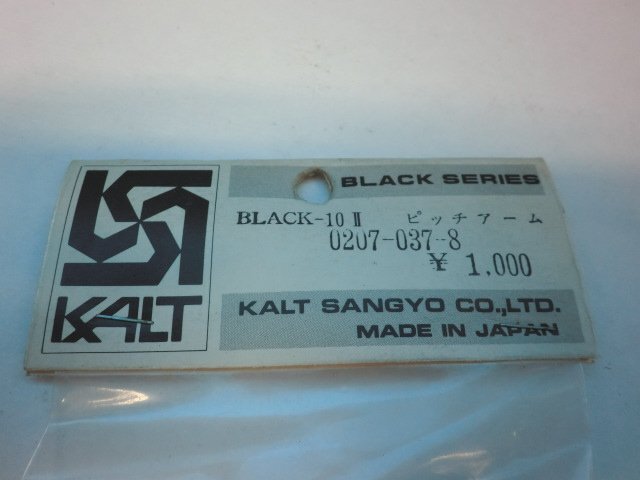 BLACK SERIES
BLACK-10 II ピッチアーム
0207-037-8
¥ 1,000
KALT
KALT SANGYO CO.,LTD.
MADE IN JAPAN